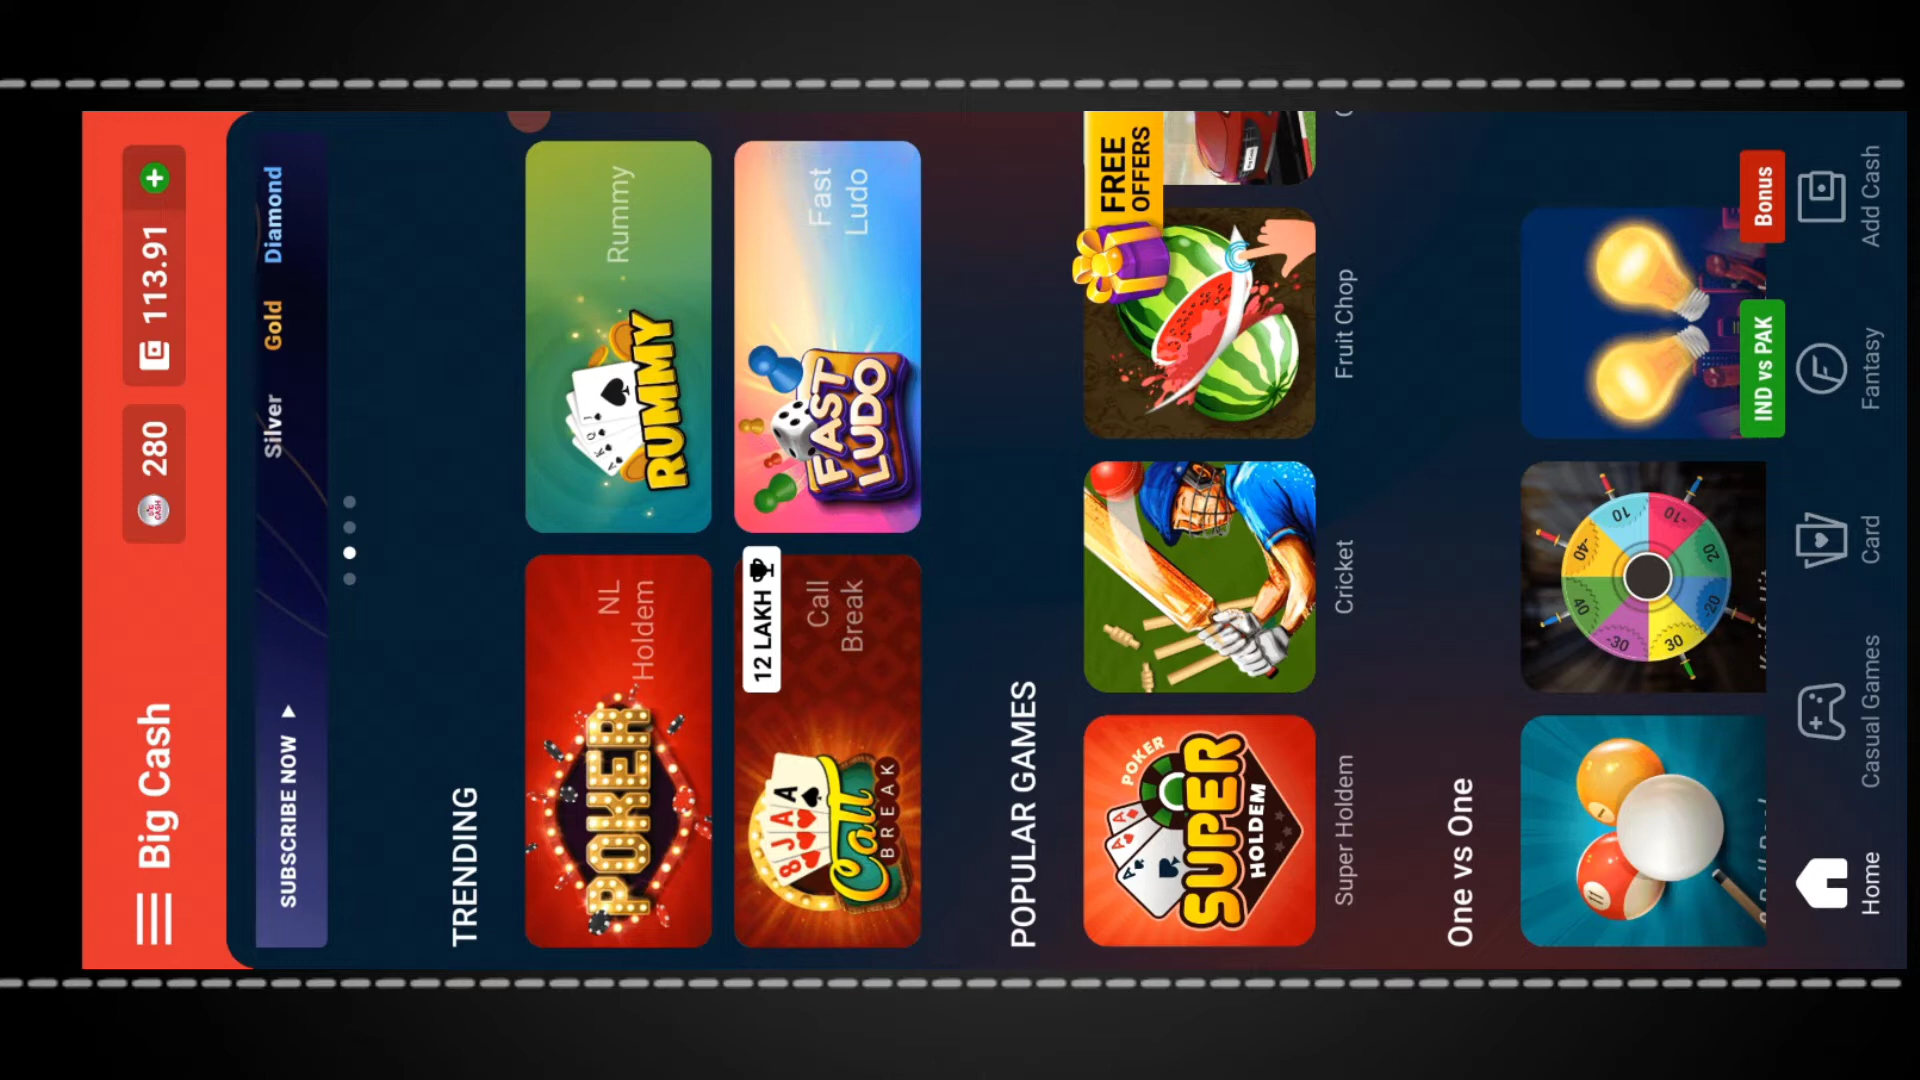 Big Cash
280
113.91
SUBSCRIBE NOW
Silver
Gold
Diamond
TRENDING
POKER
NL
Holdem
RUMMY
Rummy
12 LAKH
8 J A A
Call
BREAK
Call
Break
FAST
LUDO
Fast
Ludo
POPULAR GAMES
POKER
SUPER
HOLDEM
Super Holdem
Cricket
Fruit Chop
FREE
OFFERS
One vs One
11
1
10
-10
20
-20
30
-30
40
-40
IND vs PAK
Bonus
Home
Casual Games
Card
Fantasy
Add Cash